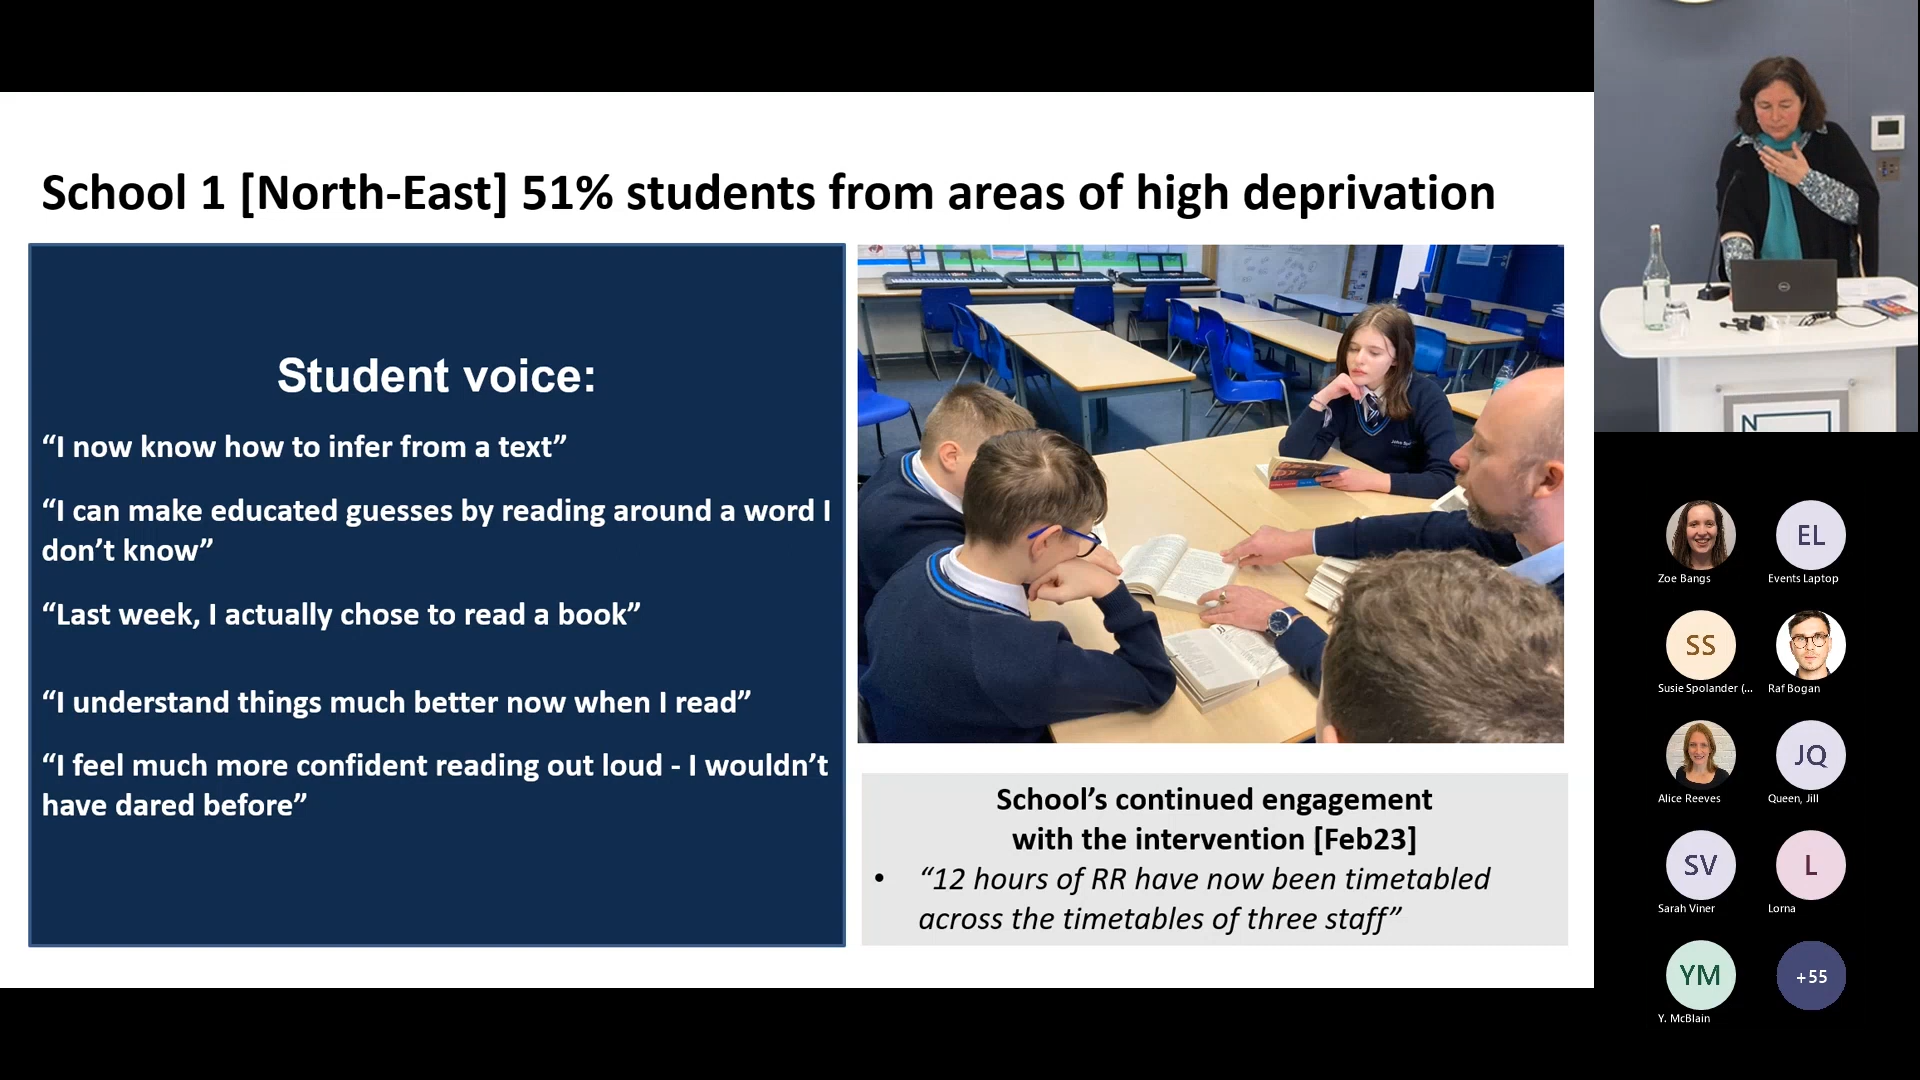 School 1 [North-East] 51% students from areas of high deprivation
Student voice:
“I now know how to infer from a text”
“I can make educated guesses by reading around a word I
don’t know”
“Last week, I actually chose to read a book”
“I understand things much better now when I read”
“I feel much more confident reading out loud - I wouldn’t
have dared before”
School’s continued engagement
with the intervention [Feb23]
• “12 hours of RR have now been timetabled
across the timetables of three staff”
DELL
N
Zoe Bangs
EL
Events Laptop
SS
Susie Spolander (...
Raf Bogan
Alice Reeves
JQ
Queen, Jill
SV
Sarah Viner
L
Lorna
YM
Y. McBlain
+55